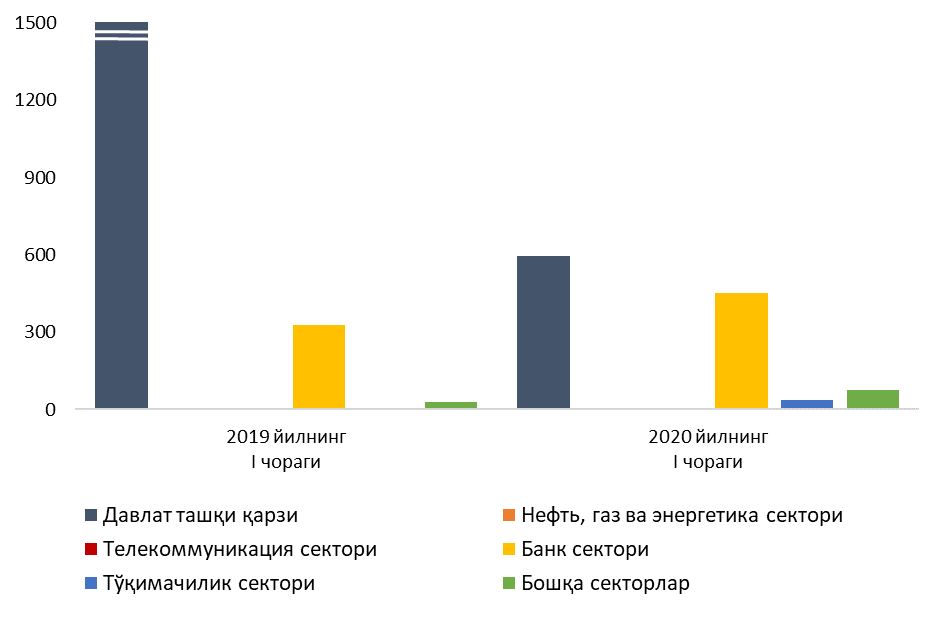 1500
1200
900
600
300
0
2019 йилнинг
I чораги
2020 йилнинг
I чораги
Давлат ташқи қарзи
Нефть, газ ва энергетика сектори
Телекоммуникация сектори
Банк сектори
Тўқимачилик сектори
Бошқа секторлар